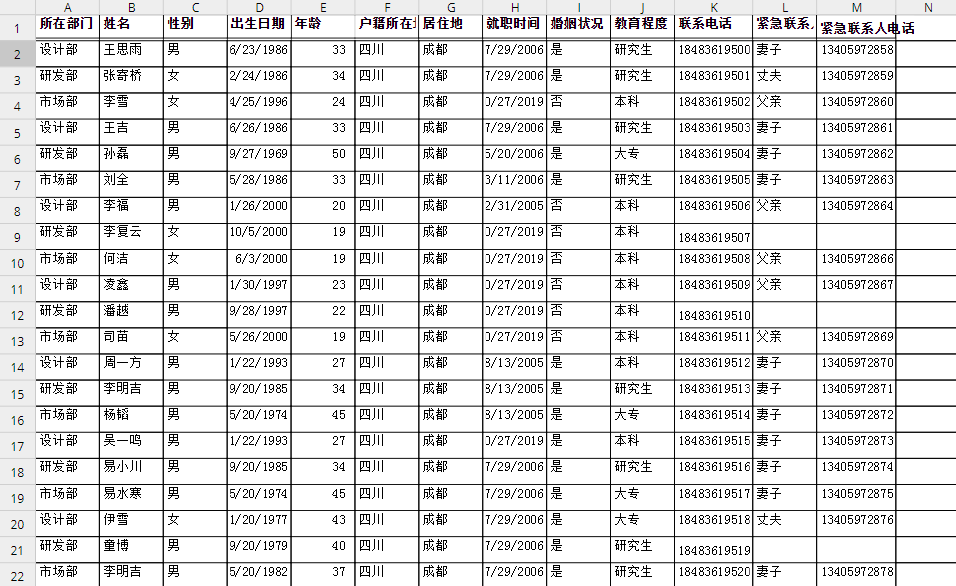 A B C D E F G H I J K L M N
1 所在部门 姓名 性别 出生日期 年龄 户籍所在 居住地 就职时间 婚姻状况 教育程度 联系电话 紧急联系人 紧急联系人电话
2 设计部 王思雨 男 6/23/1986 33 四川 成都 7/29/2006 是 研究生 18483619500 妻子 13405972858
3 研发部 张寄桥 女 2/24/1986 34 四川 成都 7/29/2006 是 研究生 18483619501 丈夫 13405972859
4 市场部 李雪 女 4/25/1996 24 四川 成都 0/27/2019 否 本科 18483619502 父亲 13405972860
5 设计部 王吉 男 6/26/1986 33 四川 成都 7/29/2006 是 研究生 18483619503 妻子 13405972861
6 研发部 孙磊 男 9/27/1969 50 四川 成都 5/20/2006 是 大专 18483619504 妻子 13405972862
7 市场部 刘全 男 5/28/1986 33 四川 成都 3/11/2006 是 研究生 18483619505 妻子 13405972863
8 设计部 李福 男 1/26/2000 20 四川 成都 2/31/2005 否 本科 18483619506 父亲 13405972864
9 研发部 李复云 女 10/5/2000 19 四川 成都 0/27/2019 否 本科 18483619507
10 市场部 何洁 女 6/3/2000 19 四川 成都 0/27/2019 否 本科 18483619508 父亲 13405972866
11 设计部 凌鑫 男 1/30/1997 23 四川 成都 0/27/2019 否 本科 18483619509 父亲 13405972867
12 研发部 潘越 男 9/28/1997 22 四川 成都 0/27/2019 否 本科 18483619510
13 市场部 司苗 女 5/26/2000 19 四川 成都 0/27/2019 否 本科 18483619511 父亲 13405972869
14 设计部 周一方 男 1/22/1993 27 四川 成都 8/13/2005 是 本科 18483619512 妻子 13405972870
15 研发部 李明吉 男 9/20/1985 34 四川 成都 8/13/2005 是 研究生 18483619513 妻子 13405972871
16 市场部 杨韬 男 5/20/1974 45 四川 成都 8/13/2005 是 大专 18483619514 妻子 13405972872
17 设计部 吴一鸣 男 1/22/1993 27 四川 成都 0/27/2019 是 本科 18483619515 妻子 13405972873
18 研发部 易小川 男 9/20/1985 34 四川 成都 7/29/2006 是 研究生 18483619516 妻子 13405972874
19 市场部 易水寒 男 5/20/1974 45 四川 成都 7/29/2006 是 大专 18483619517 妻子 13405972875
20 设计部 伊雪 女 1/20/1977 43 四川 成都 7/29/2006 是 大专 18483619518 丈夫 13405972876
21 研发部 童博 男 9/20/1979 40 四川 成都 7/29/2006 是 研究生 18483619519
22 市场部 李明吉 男 5/20/1982 37 四川 成都 7/29/2006 是 研究生 18483619520 妻子 13405972878